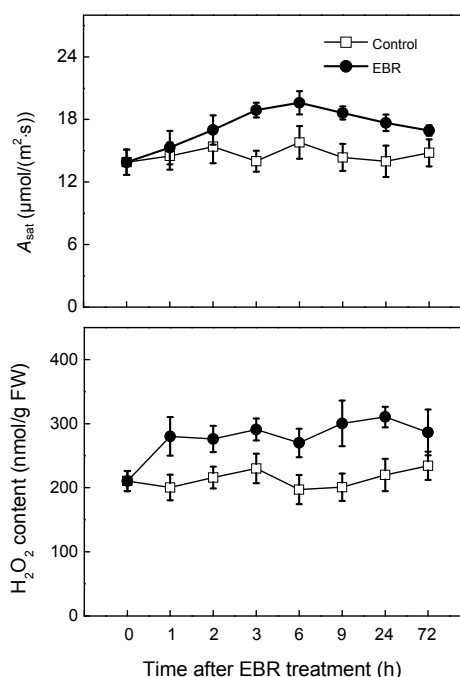 24
18
12
6
0
A_sat (μmol/(m²·s))
Control
EBR
400
300
200
100
0
H₂O₂ content (nmol/g FW)
0 1 2 3 6 9 24 72
Time after EBR treatment (h)